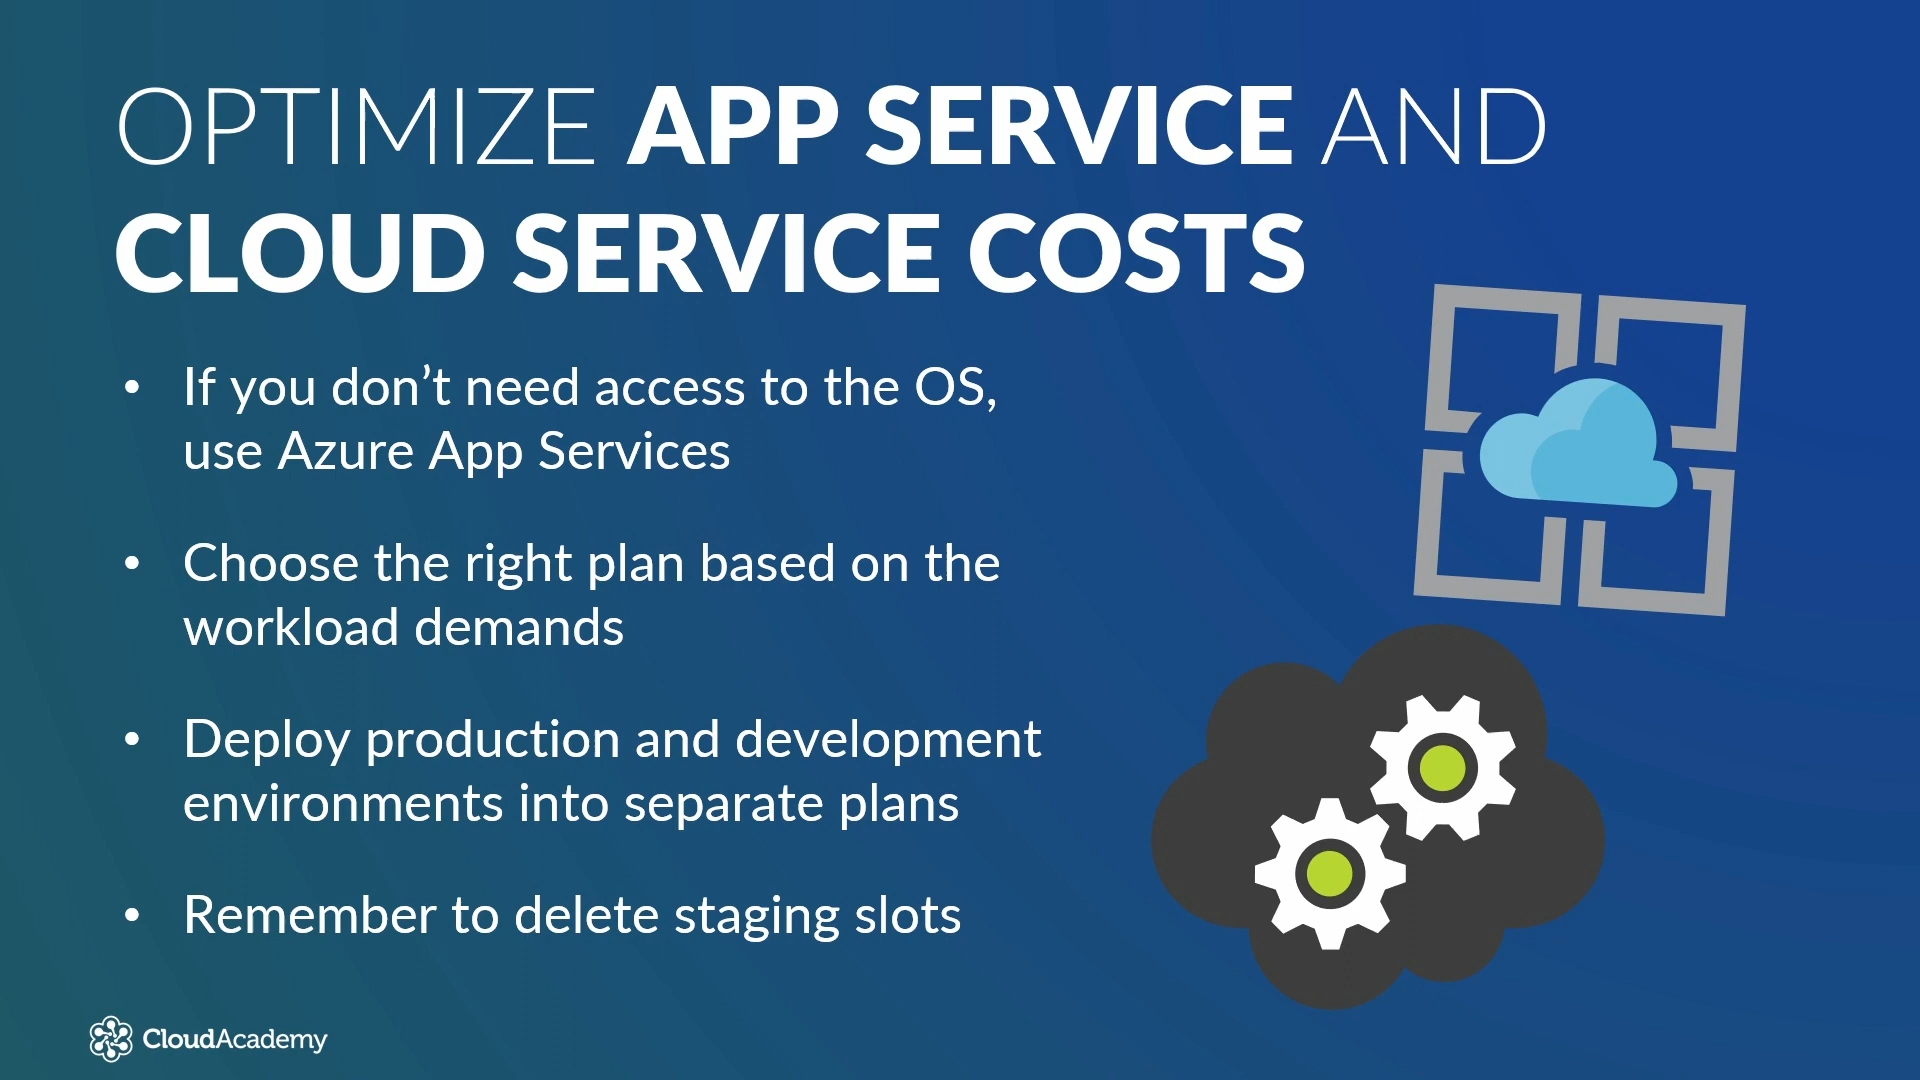 OPTIMIZE APP SERVICE AND
CLOUD SERVICE COSTS
• If you don’t need access to the OS,
use Azure App Services
• Choose the right plan based on the
workload demands
• Deploy production and development
environments into separate plans
• Remember to delete staging slots
CloudAcademy